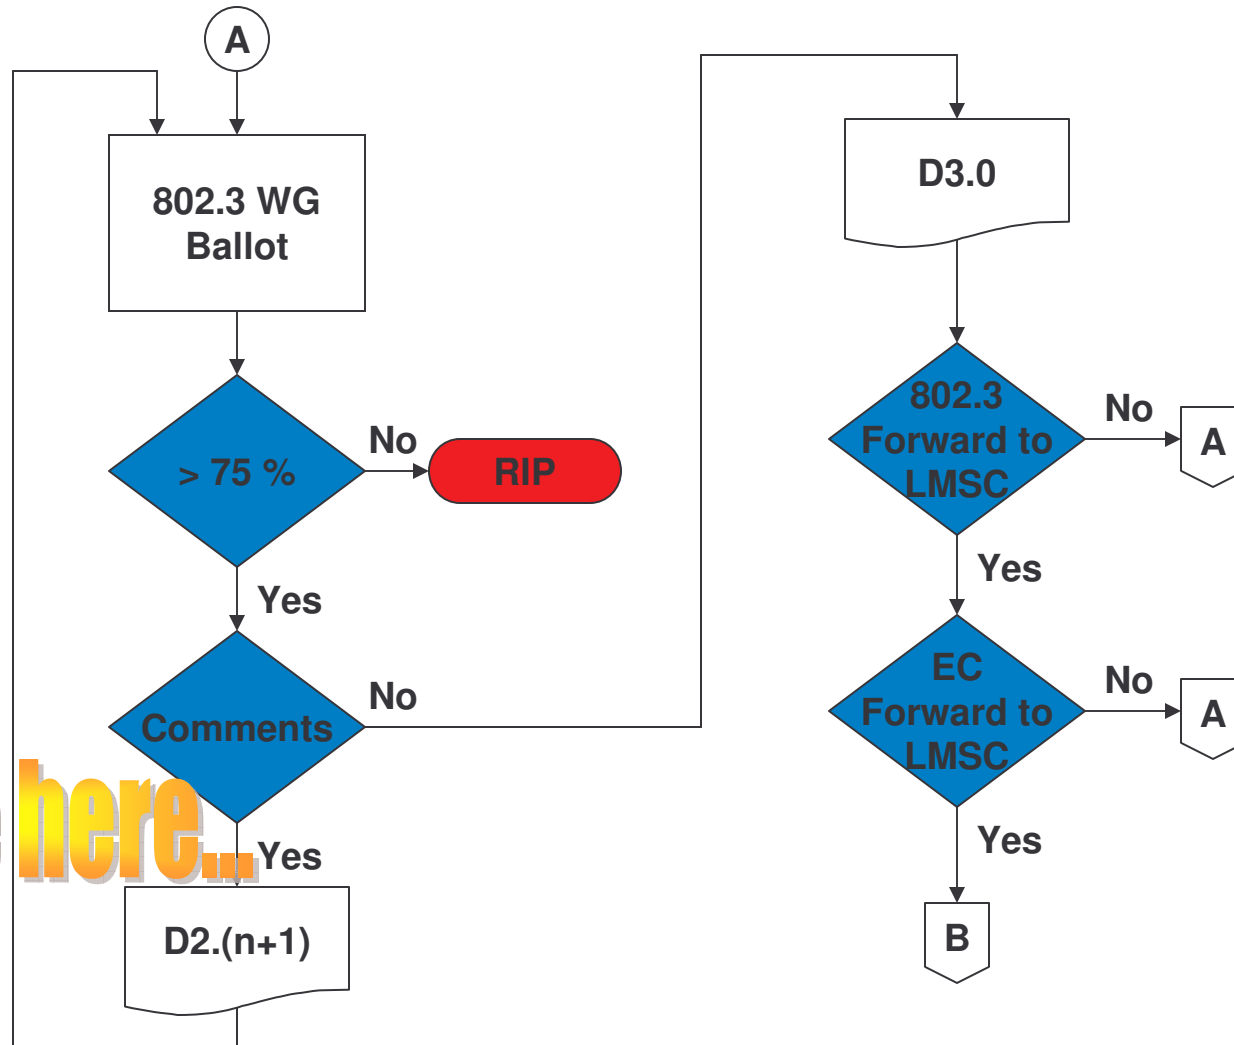 A
802.3 WG
Ballot
> 75 %
No
RIP
Yes
Comments
No
here...
Yes
D2.(n+1)
D3.0
802.3
Forward to
LMSC
No
A
Yes
EC
Forward to
LMSC
No
A
Yes
B